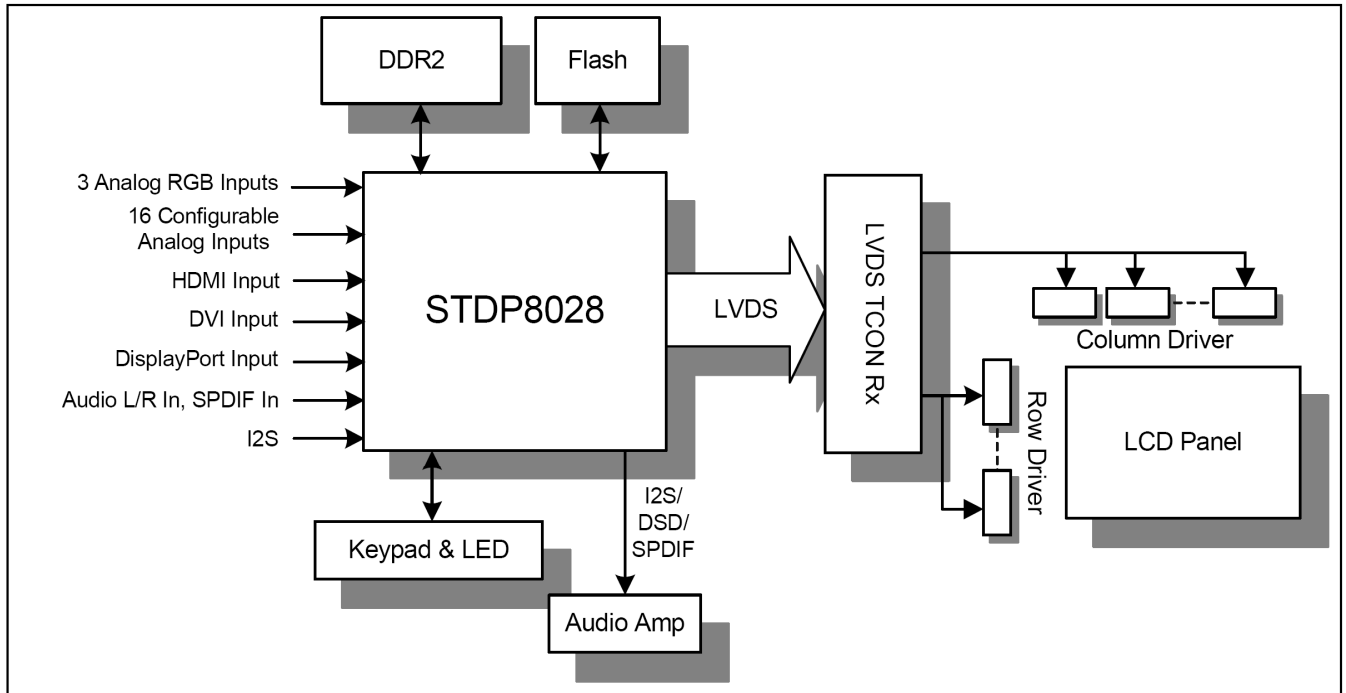 DDR2
Flash
3 Analog RGB Inputs
16 Configurable
Analog Inputs
HDMI Input
DVI Input
DisplayPort Input
Audio L/R In, SPDIF In
I2S
STDP8028
LVDS
LVDS TCON Rx
Column Driver
Row Driver
LCD Panel
Keypad & LED
I2S/
DSD/
SPDIF
Audio Amp